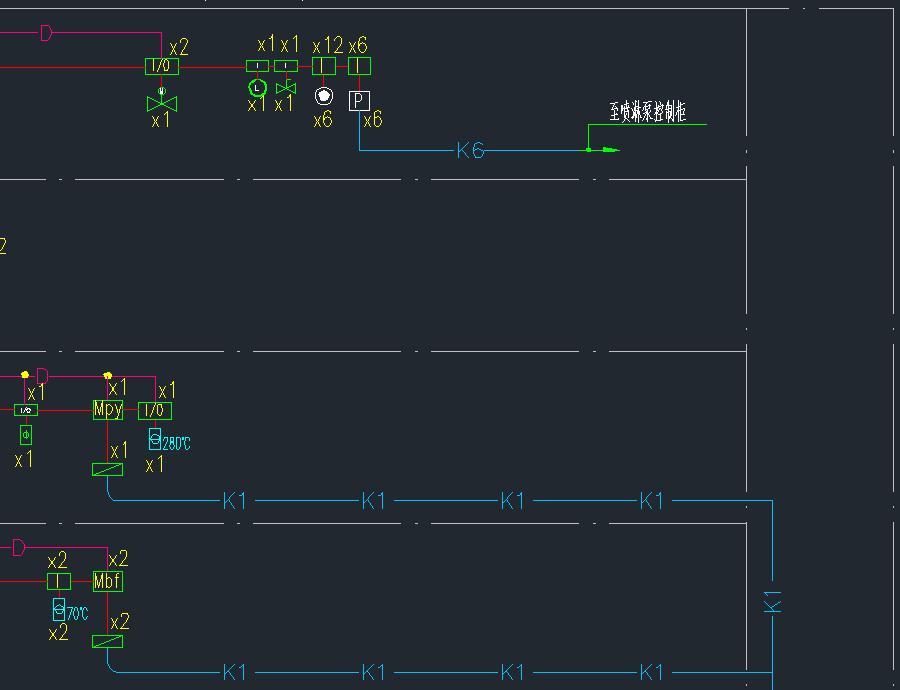 D
x2
x1
x1
x12
x6
I/O
I
I
I
I
M
L
P
x1
x1
x1
x6
x6
至喷淋泵控制柜
K6
2
D
x1
x1
x1
I/O
Mpy
I/O
Φ
280℃
x1
x1
x1
K1
K1
K1
K1
D
x2
x2
I
Mbf
70℃
x2
x2
K1
K1
K1
K1
K1